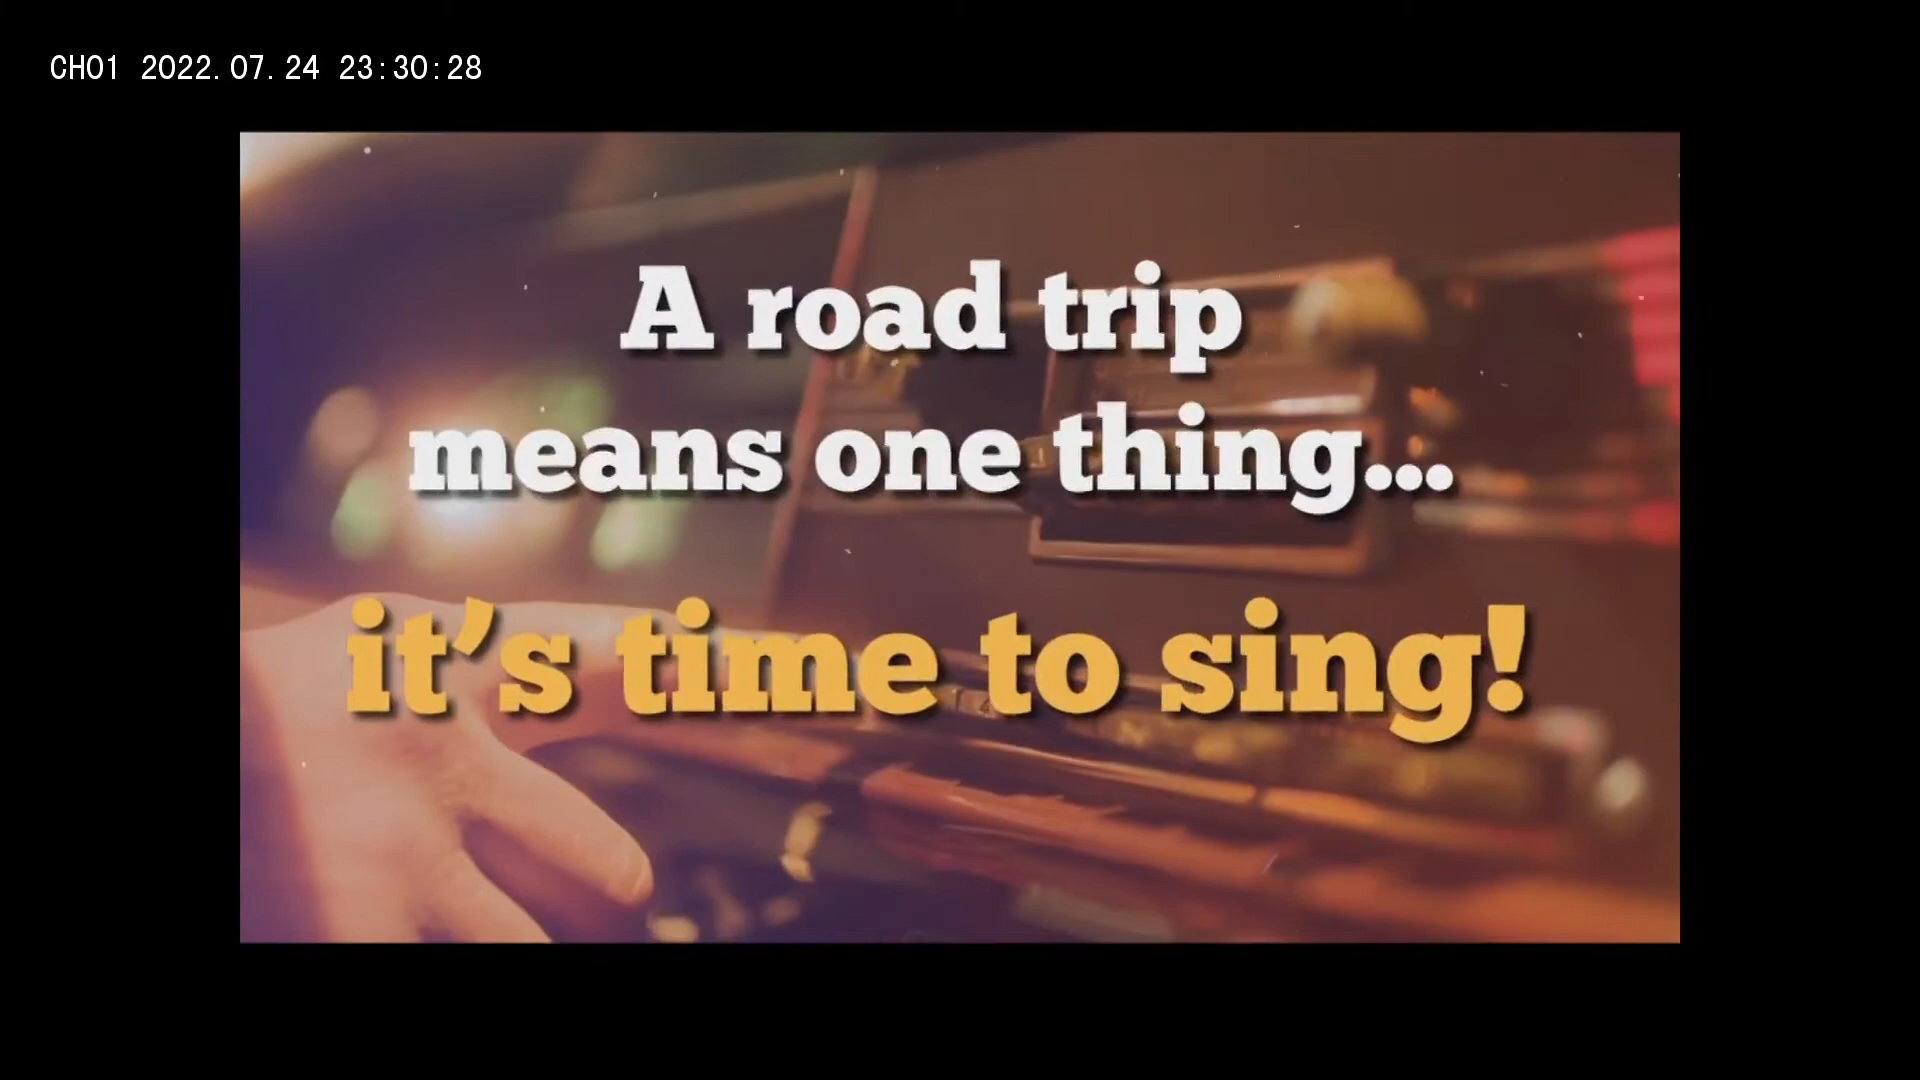 CH01 2022.07.24 23:30:28
A road trip
means one thing...
it's time to sing!